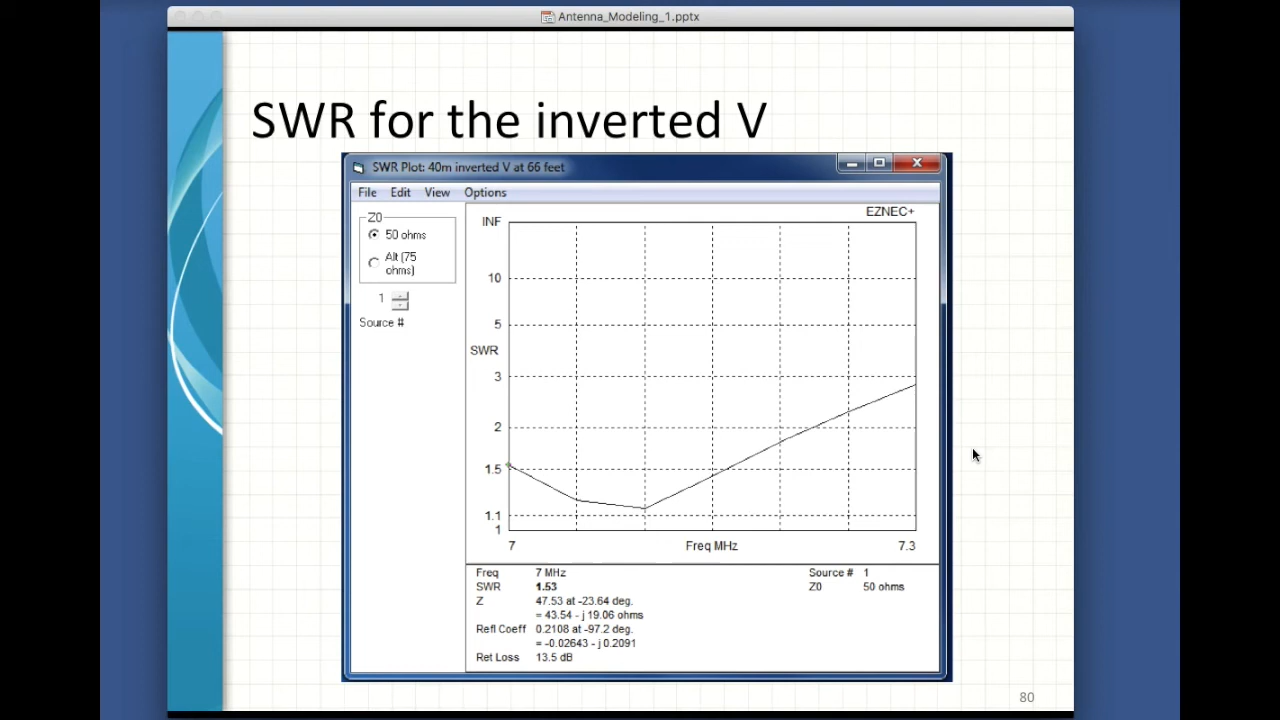 Antenna_Modeling_1.pptx
SWR for the inverted V
SWR Plot: 40m inverted V at 66 feet
File Edit View Options
Z0
50 ohms
Alt (75
ohms)
1
Source #
EZNEC+
INF
10
5
SWR
3
2
1.5
1.1
1
7 Freq MHz 7.3
Freq 7 MHz Source # 1
SWR 1.53 Z0 50 ohms
Z 47.53 at -23.64 deg.
= 43.54 - j 19.06 ohms
Refl Coeff 0.2108 at -97.2 deg.
= -0.02643 - j 0.2091
Ret Loss 13.5 dB
80